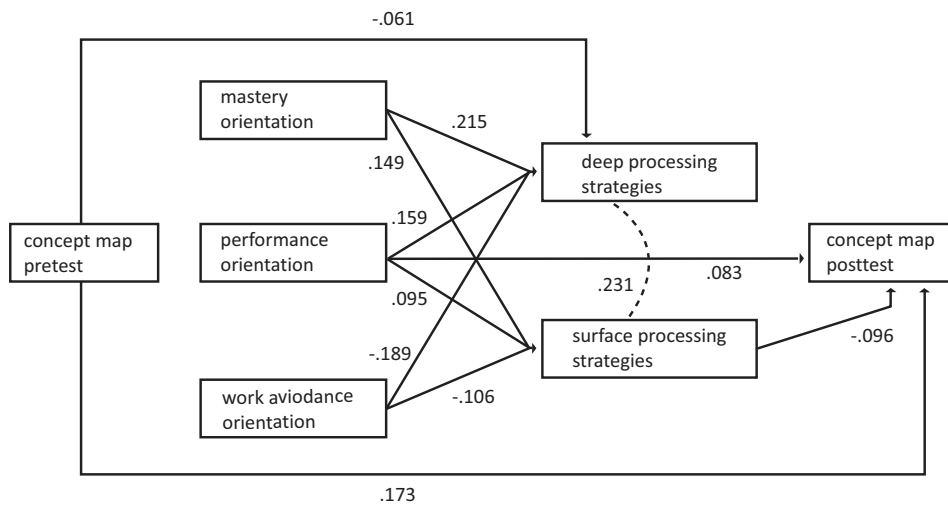 -.061
mastery
orientation
.215
.149
deep processing
strategies
.159
concept map
pretest
performance
orientation
concept map
posttest
.083
.231
.095
surface processing
strategies
-.096
-.189
-.106
work aviodance
orientation
.173